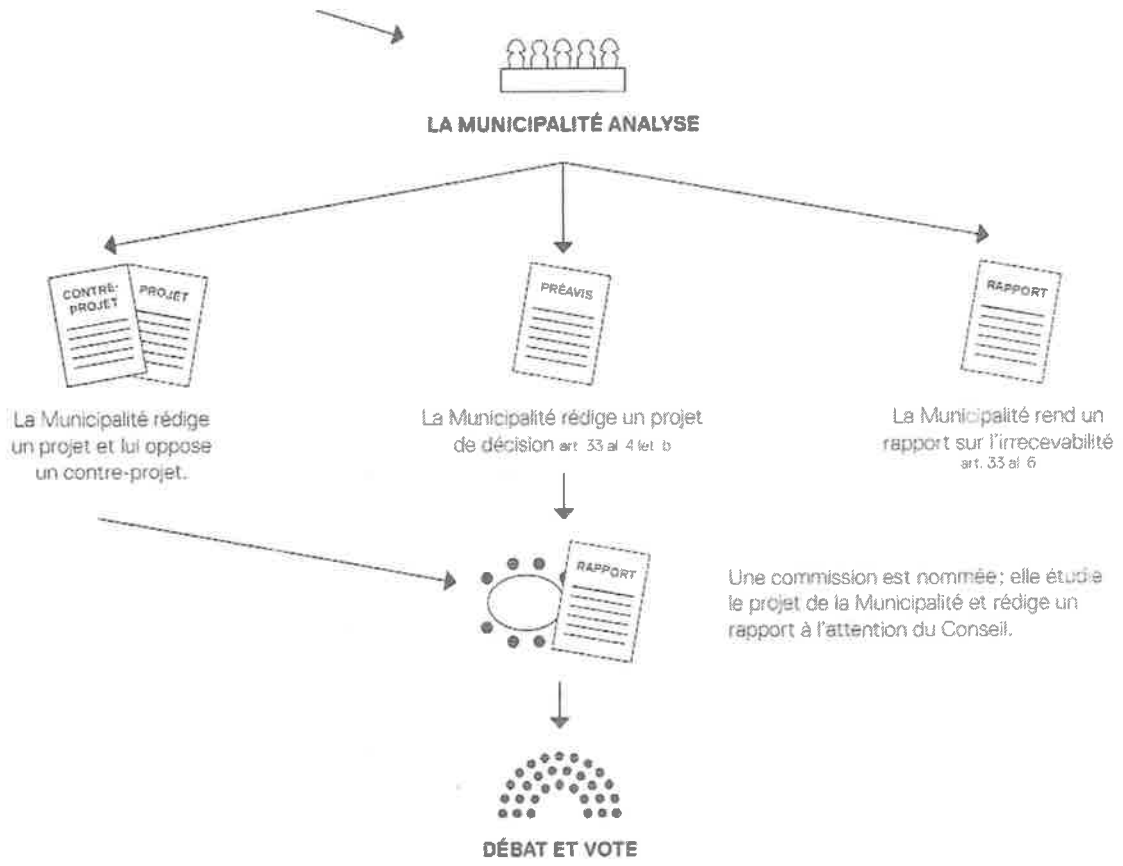 LA MUNICIPALITÉ ANALYSE
CONTRE-
PROJET
PROJET
PRÉAVIS
RAPPORT
La Municipalité rédige
un projet et lui oppose
un contre-projet.
La Municipalité rédige un projet
de décision art. 33 al 4 let b
La Municipalité rend un
rapport sur l'irrecevabilité
art. 33 al 6
RAPPORT
Une commission est nommée; elle étudie
le projet de la Municipalité et rédige un
rapport à l'attention du Conseil.
DÉBAT ET VOTE